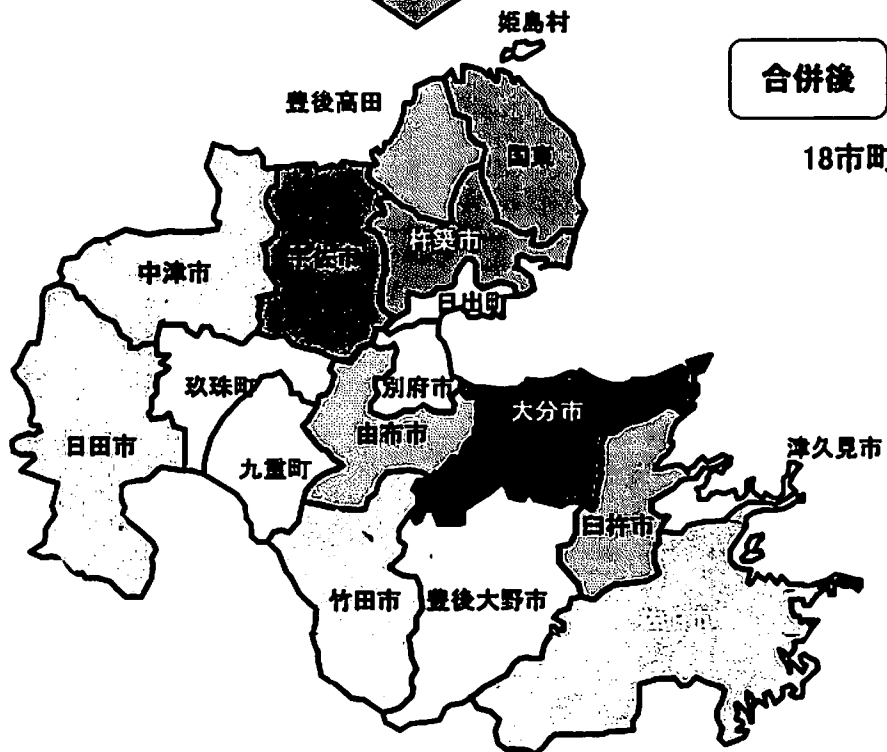 姫島村
合併後
豊後高田
18市町
国東
杵築市
宇佐市
中津市
日出町
玖珠町
別府市
大分市
由布市
日田市
九重町
津久見市
臼杵市
竹田市
豊後大野市